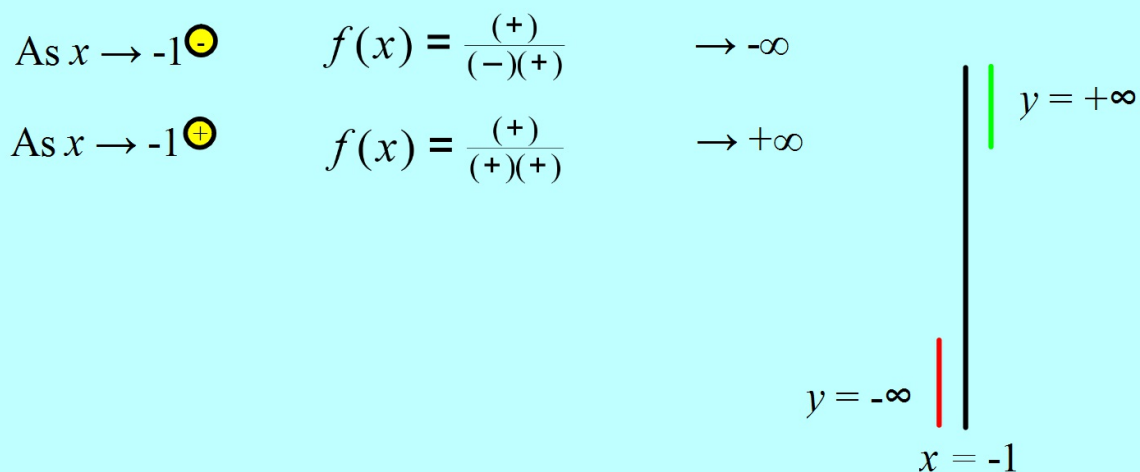 As x → -1⁻ f(x) = (+)/(−)(+) → -∞
As x → -1⁺ f(x) = (+)/(+)(+) → +∞
y = +∞
y = -∞
x = -1